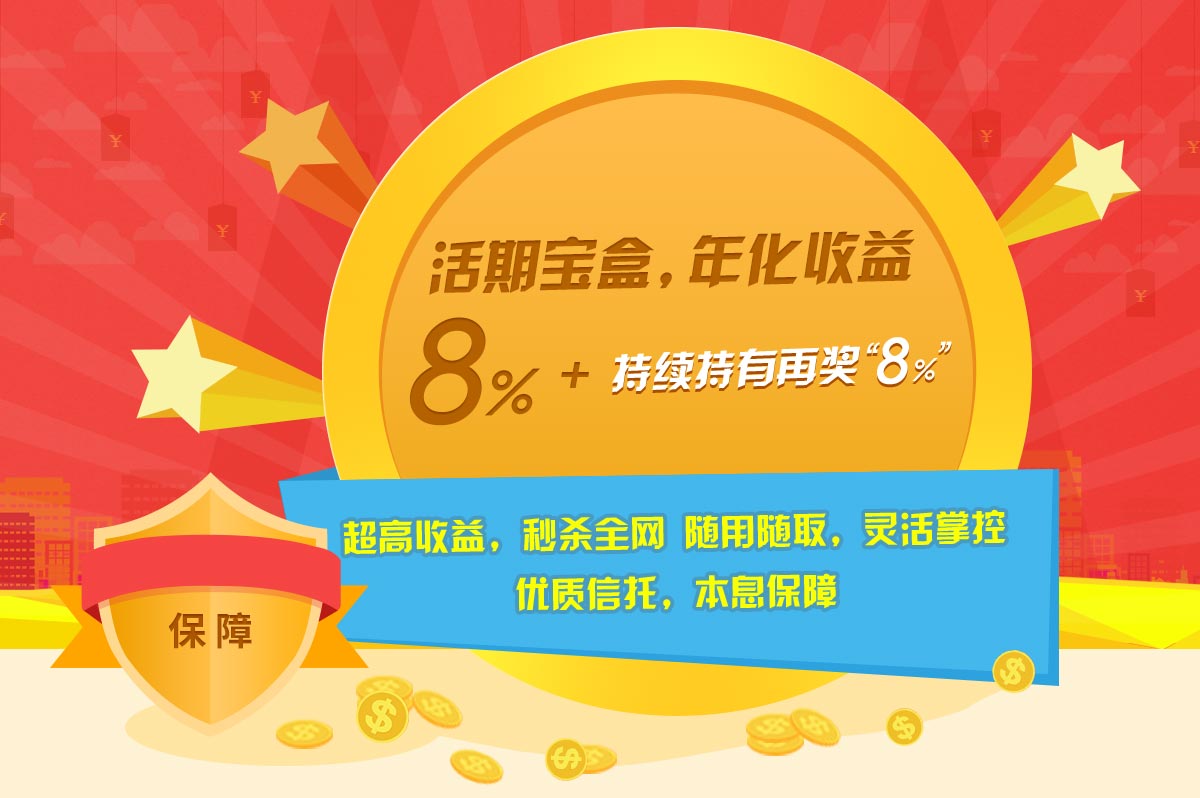 活期宝盒，年化收益
8% + 持续持有再奖“8%”
超高收益，秒杀全网 随用随取，灵活掌控
优质信托，本息保障
保障